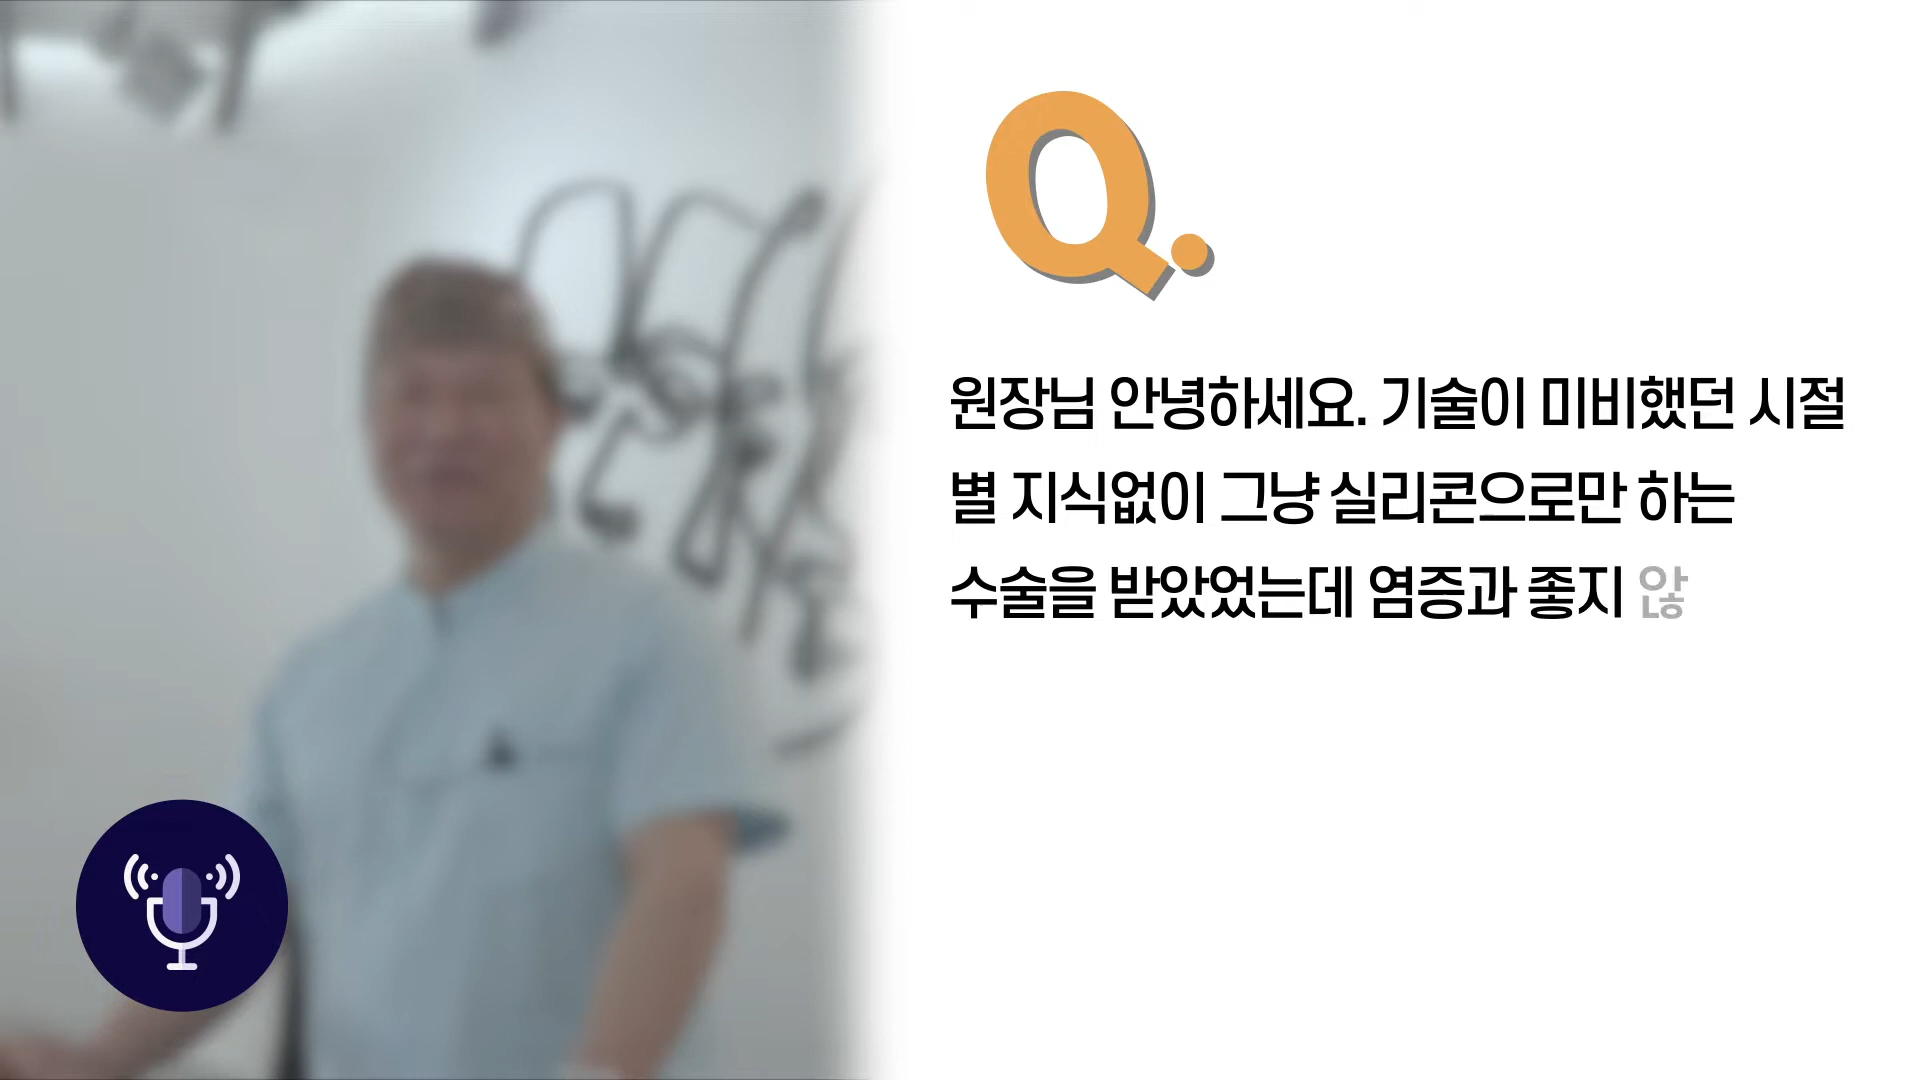 Q.
원장님 안녕하세요. 기술이 미비했던 시절
별 지식없이 그냥 실리콘으로만 하는
수술을 받았었는데 염증과 좋지 않